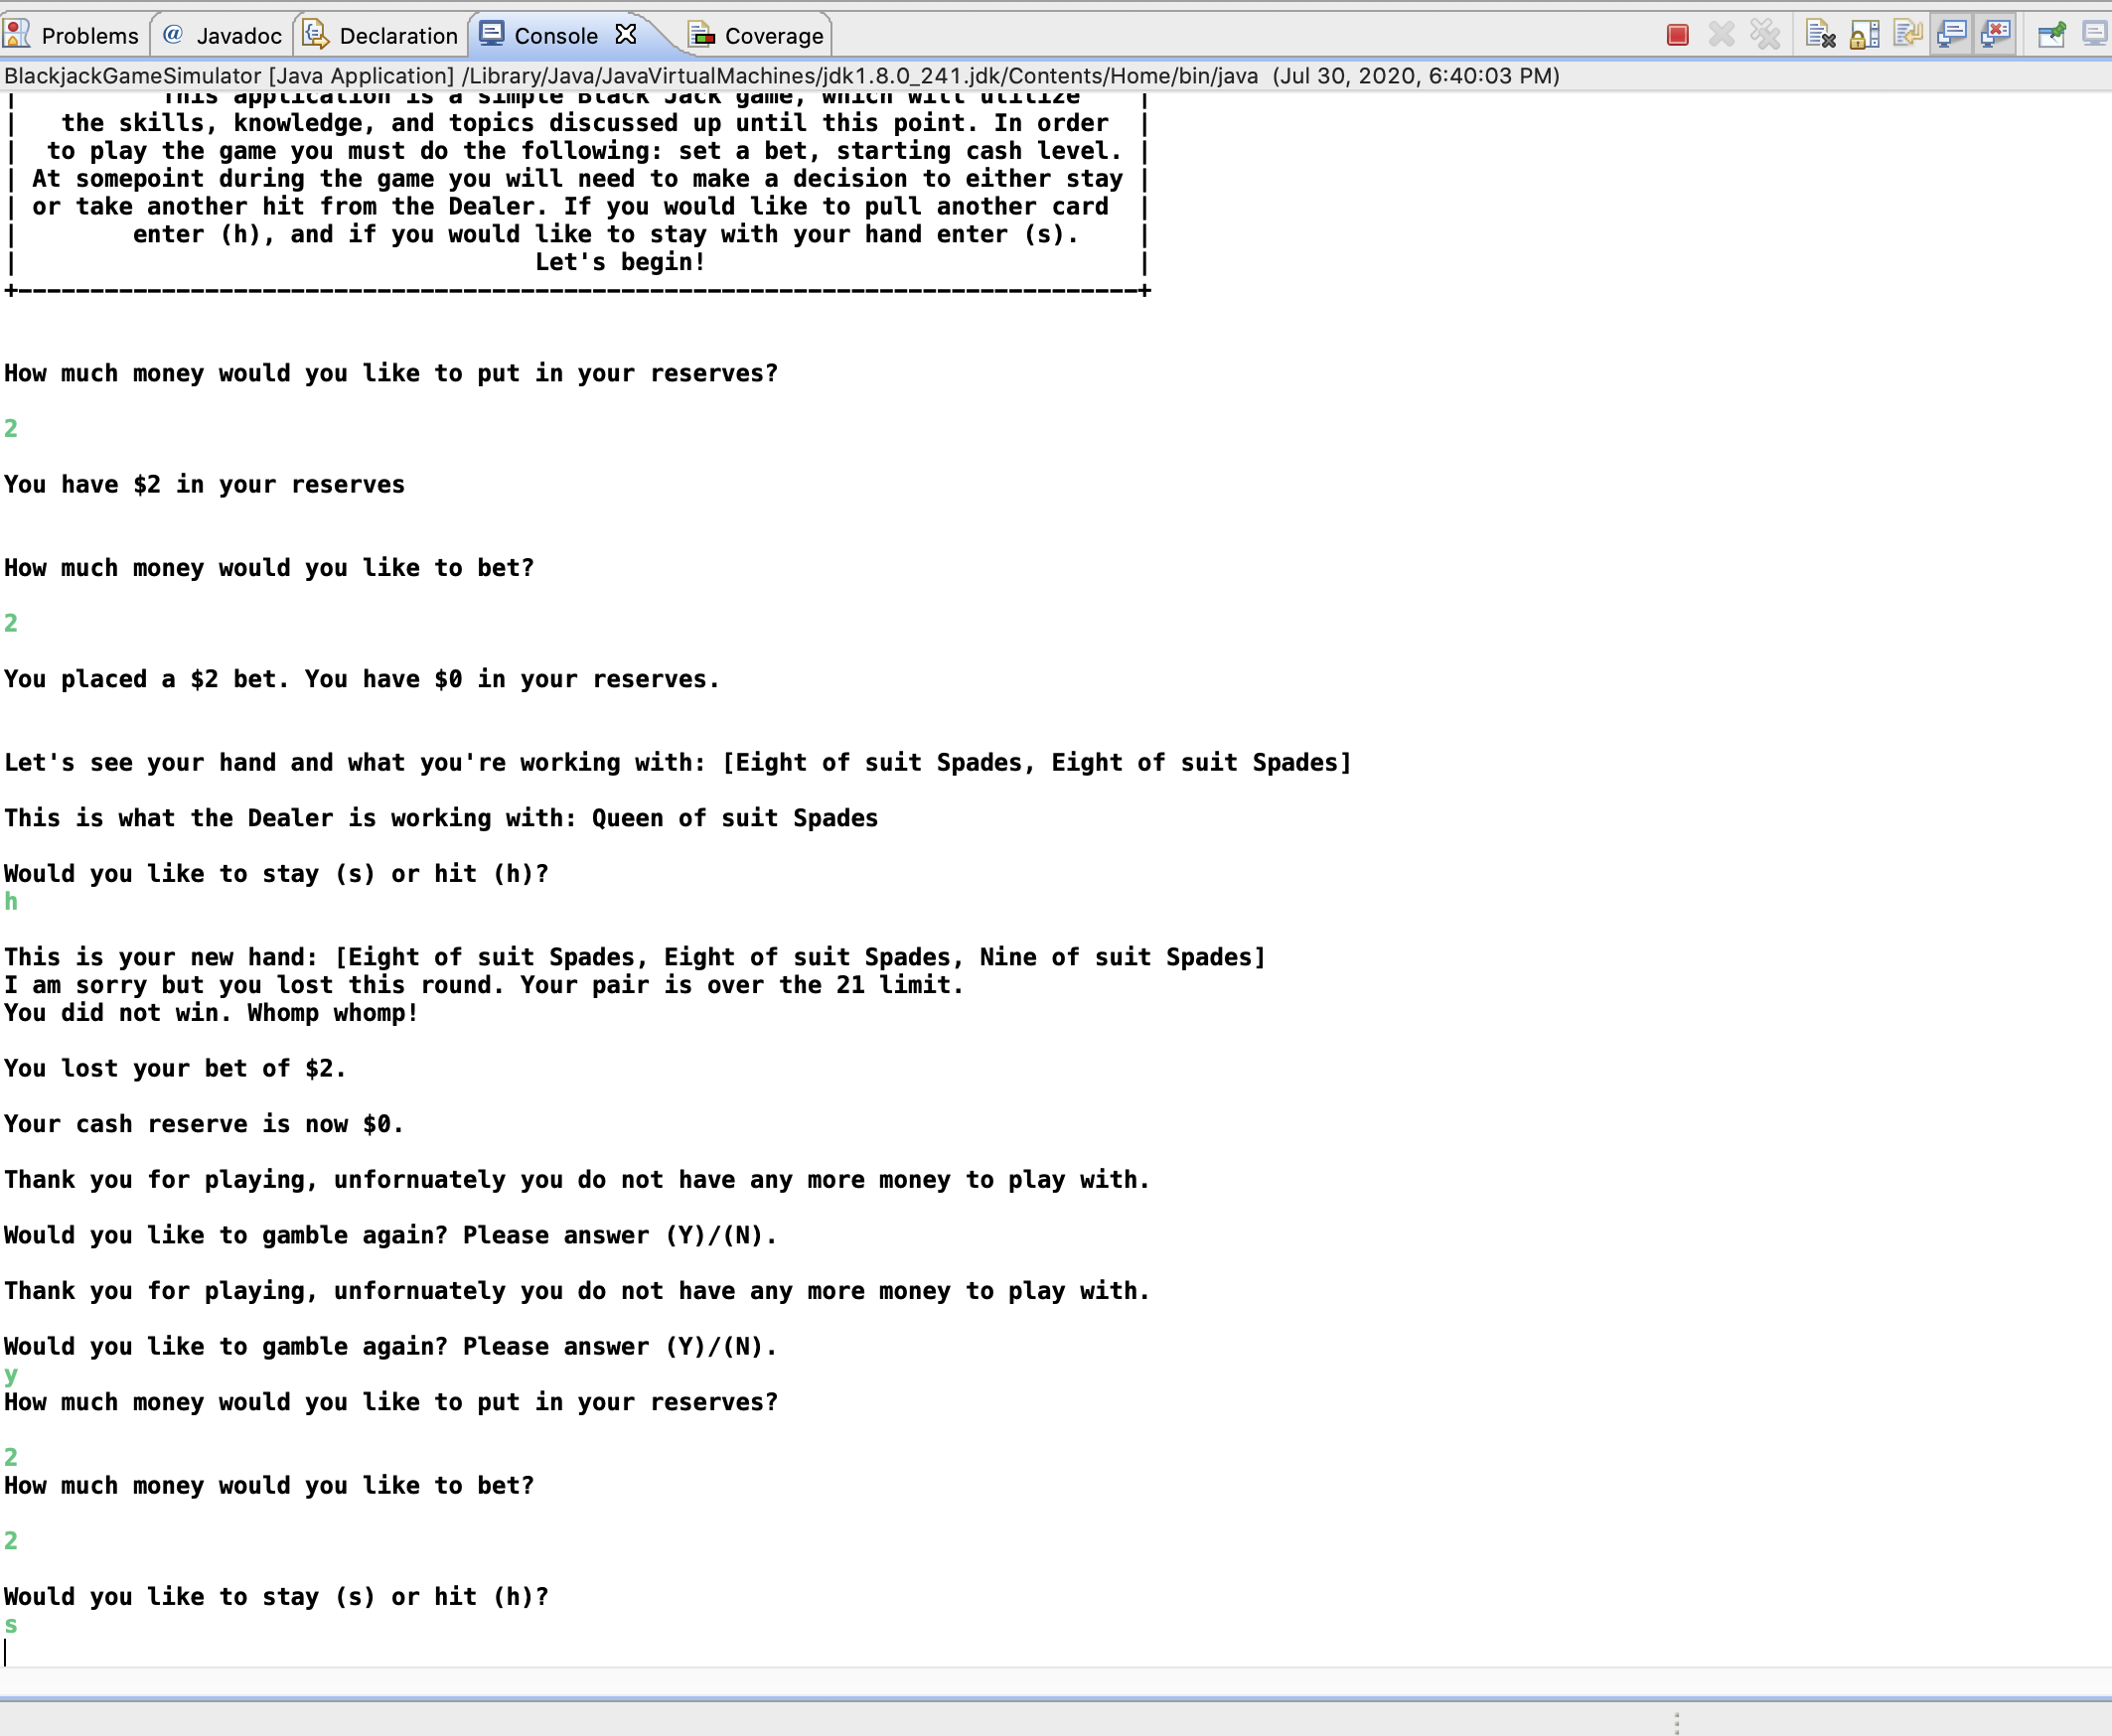 Problems @ Javadoc Declaration Console Coverage
BlackjackGameSimulator [Java Application] /Library/Java/JavaVirtualMachines/jdk1.8.0_241.jdk/Contents/Home/bin/java (Jul 30, 2020, 6:40:03 PM)
| This application is a simple Black Jack game, which will utilize |
| the skills, knowledge, and topics discussed up until this point. In order |
| to play the game you must do the following: set a bet, starting cash level. |
| At somepoint during the game you will need to make a decision to either stay |
| or take another hit from the Dealer. If you would like to pull another card |
| enter (h), and if you would like to stay with your hand enter (s). |
| Let's begin! |
+------------------------------------------------------------------------------+
How much money would you like to put in your reserves?
2
You have $2 in your reserves
How much money would you like to bet?
2
You placed a $2 bet. You have $0 in your reserves.
Let's see your hand and what you're working with: [Eight of suit Spades, Eight of suit Spades]
This is what the Dealer is working with: Queen of suit Spades
Would you like to stay (s) or hit (h)?
h
This is your new hand: [Eight of suit Spades, Eight of suit Spades, Nine of suit Spades]
I am sorry but you lost this round. Your pair is over the 21 limit.
You did not win. Whomp whomp!
You lost your bet of $2.
Your cash reserve is now $0.
Thank you for playing, unfornuately you do not have any more money to play with.
Would you like to gamble again? Please answer (Y)/(N).
Thank you for playing, unfornuately you do not have any more money to play with.
Would you like to gamble again? Please answer (Y)/(N).
y
How much money would you like to put in your reserves?
2
How much money would you like to bet?
2
Would you like to stay (s) or hit (h)?
s